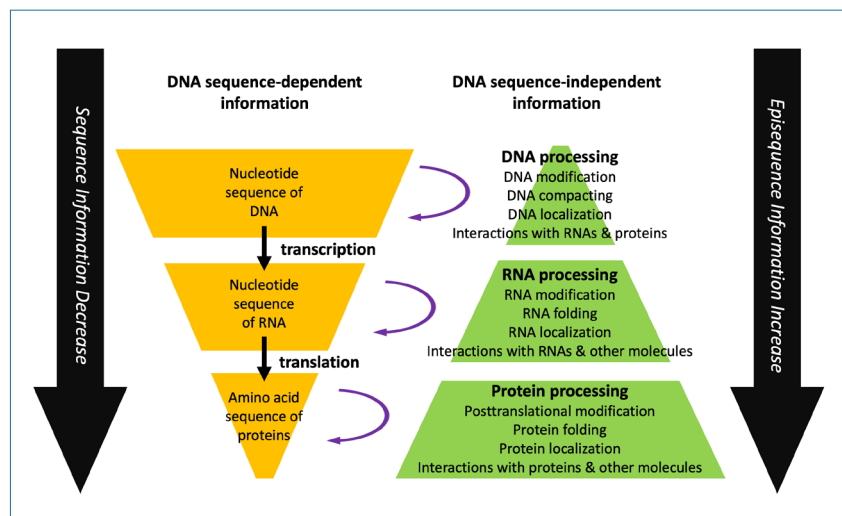 Sequence Information Decrease
DNA sequence-dependent
information
Nucleotide
sequence of
DNA
transcription
Nucleotide
sequence
of RNA
translation
Amino acid
sequence of
proteins
DNA sequence-independent
information
DNA processing
DNA modification
DNA compacting
DNA localization
Interactions with RNAs & proteins
RNA processing
RNA modification
RNA folding
RNA localization
Interactions with RNAs & other molecules
Protein processing
Posttranslational modification
Protein folding
Protein localization
Interactions with proteins & other molecules
Episequence Information Increase